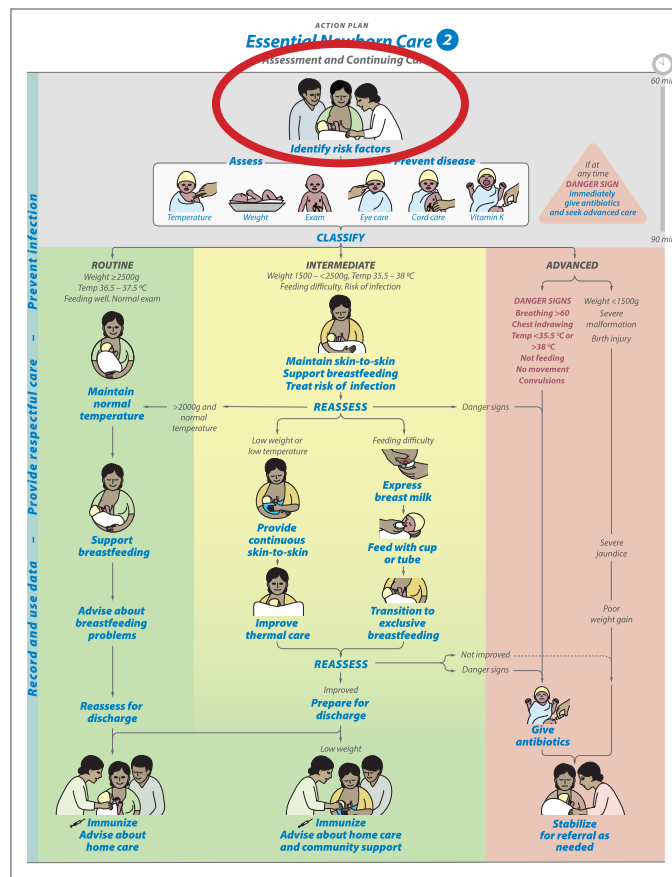 ACTION PLAN
Essential Newborn Care 2
Assessment and Continuing Care
60 min
Identify risk factors
Assess
Prevent disease
Temperature
Weight
Exam
Eye care
Cord care
Vitamin K
If at
any time
DANGER SIGN
immediately
give antibiotics
and seek advanced care
CLASSIFY
90 min
Prevent infection
–
Provide respectful care
–
Record and use data
ROUTINE
Weight ≥2500g
Temp 36.5 – 37.5 ºC
Feeding well. Normal exam
Maintain
normal
temperature
Support
breastfeeding
Advise about
breastfeeding
problems
Reassess for
discharge
Immunize
Advise about
home care
INTERMEDIATE
Weight 1500 – <2500g, Temp 35.5 – 38 ºC
Feeding difficulty. Risk of infection
Maintain skin-to-skin
Support breastfeeding
Treat risk of infection
REASSESS
>2000g and
normal
temperature
Danger signs
Low weight or
low temperature
Provide
continuous
skin-to-skin
Improve
thermal care
Feeding difficulty
Express
breast milk
Feed with cup
or tube
Transition to
exclusive
breastfeeding
REASSESS
Not improved
Danger signs
Improved
Prepare for
discharge
Low weight
Immunize
Advise about home care
and community support
ADVANCED
DANGER SIGNS
Breathing >60
Chest indrawing
Temp <35.5 ºC or
>38 ºC
Not feeding
No movement
Convulsions
Weight <1500g
Severe
malformation
Birth injury
Severe
jaundice
Poor
weight gain
Give
antibiotics
Stabilize
for referral as
needed